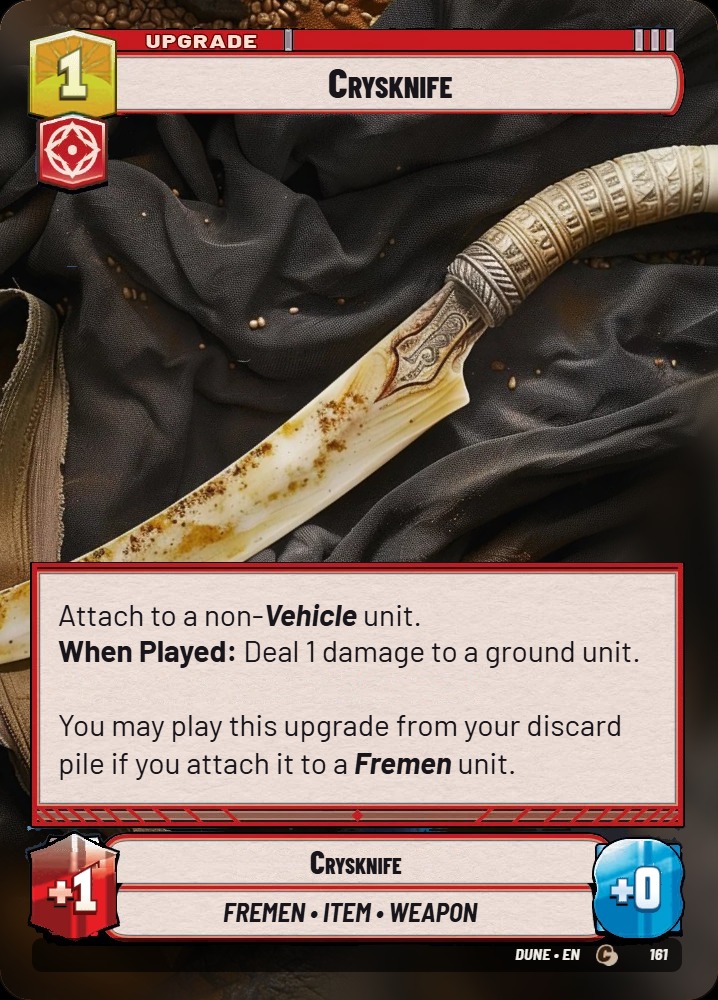 UPGRADE
1
CRYSKNIFE
Attach to a non-Vehicle unit.
When Played: Deal 1 damage to a ground unit.
You may play this upgrade from your discard
pile if you attach it to a Fremen unit.
CRYSKNIFE
+1
+0
FREMEN • ITEM • WEAPON
DUNE • EN C 161